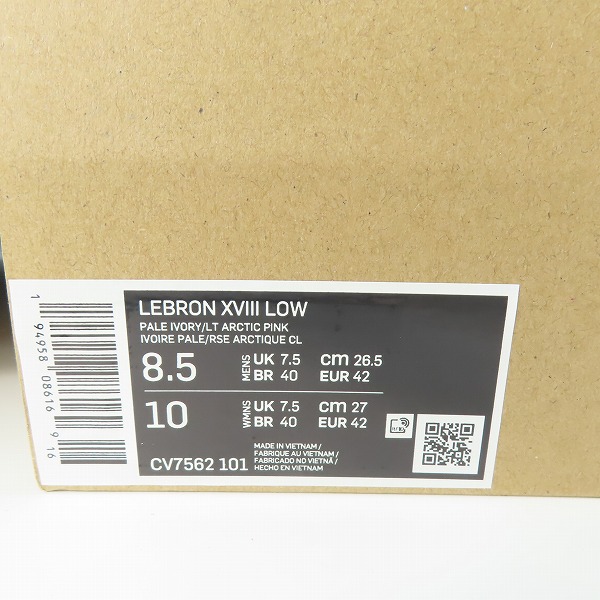 LEBRON XVIII LOW
PALE IVORY/LT ARCTIC PINK
IVOIRE PALE/RSE ARCTIQUE CL
8.5 MENS UK 7.5 CM 26.5
BR 40 EUR 42
10 WMNS UK 7.5 CM 27
BR 40 EUR 42
CV7562 101
MADE IN VIETNAM/
FABRIQUE AU VIETNAM/
FABRICADO NO VIETNÃ/
HECHO EN VIETNAM
1 94958 08616 9 16